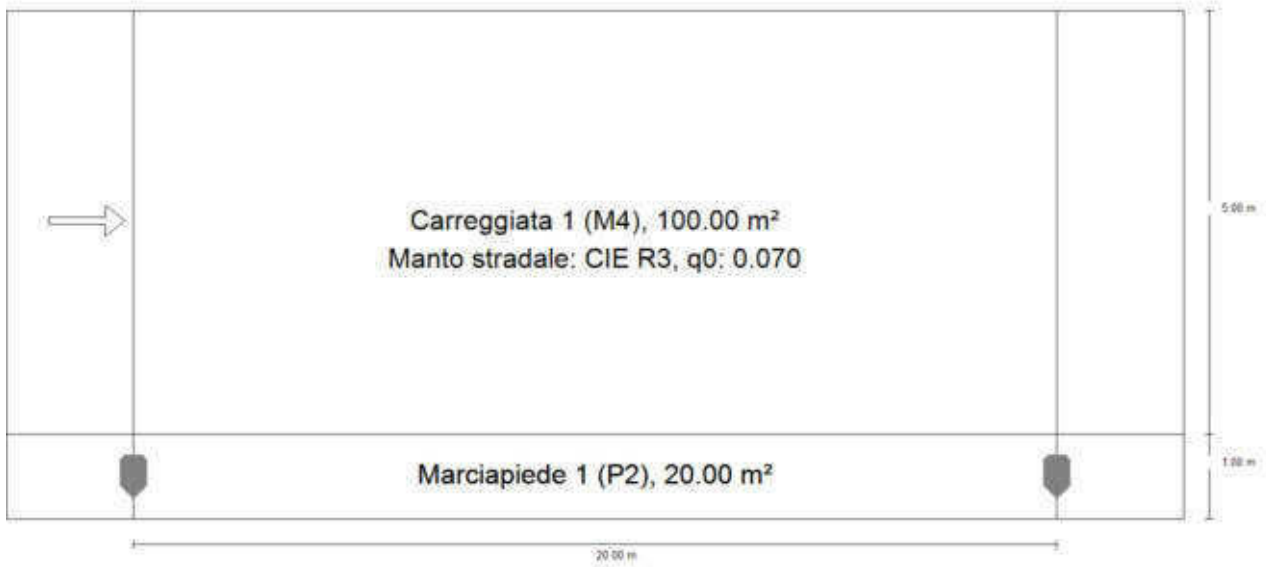 Carreggiata 1 (M4), 100.00 m²
Manto stradale: CIE R3, q0: 0.070
5.00 m
Marciapiede 1 (P2), 20.00 m²
1.00 m
20.00 m